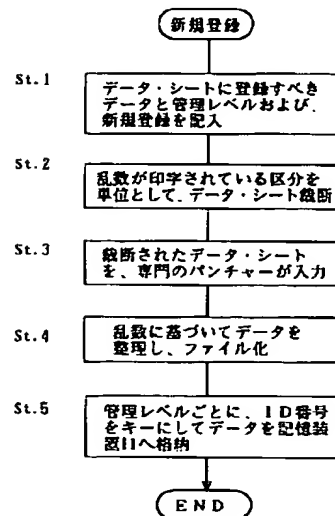 新規登録
St.1
データ・シートに登録すべき
データと管理レベルおよび、
新規登録を記入
St.2
乱数が印字されている区分を
単位として、データ・シート裁断
St.3
裁断されたデータ・シート
を、専門のパンチャーが入力
St.4
乱数に基づいてデータを
整理し、ファイル化
St.5
管理レベルごとに、ID番号
をキーにしてデータを記憶装
置11へ格納
END